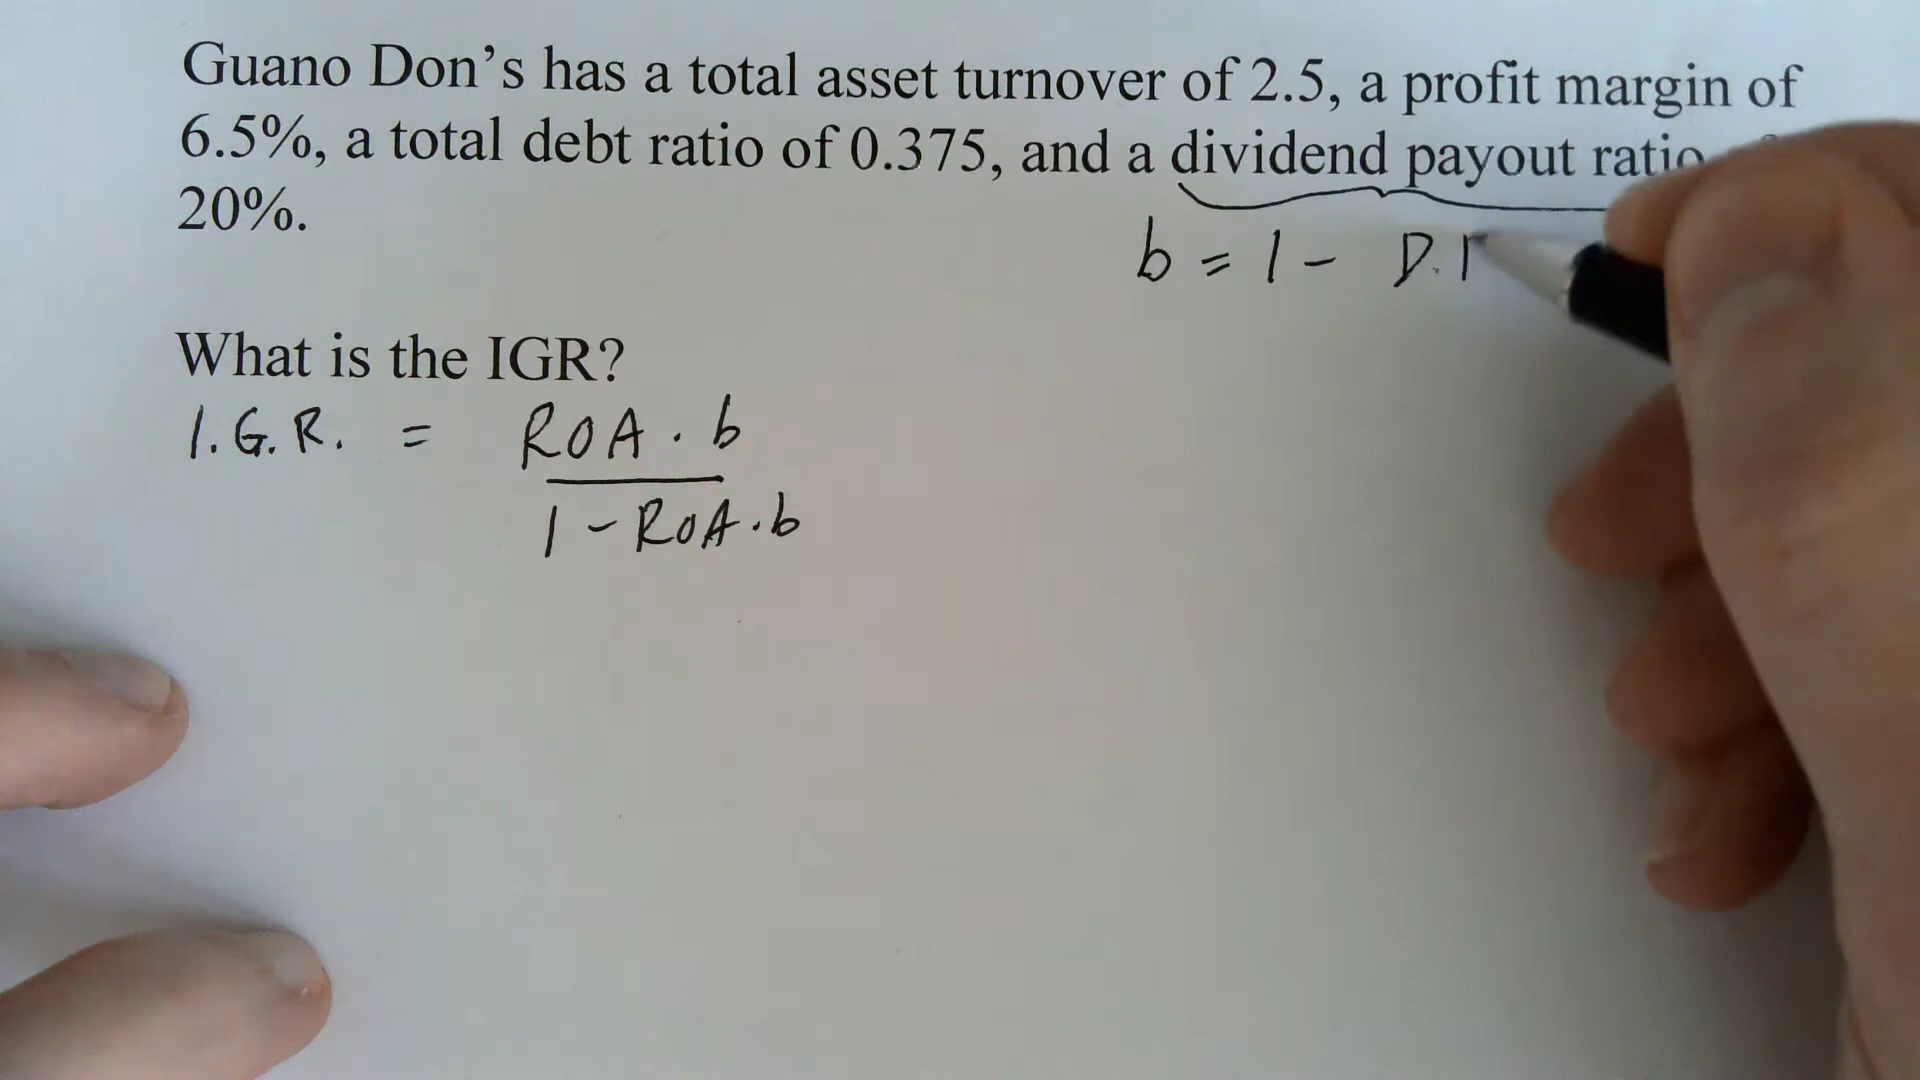 Guano Don's has a total asset turnover of 2.5, a profit margin of
6.5%, a total debt ratio of 0.375, and a dividend payout ratio
20%.
b = 1 - D.
What is the IGR?
I.G.R. = ROA · b
1 - ROA · b